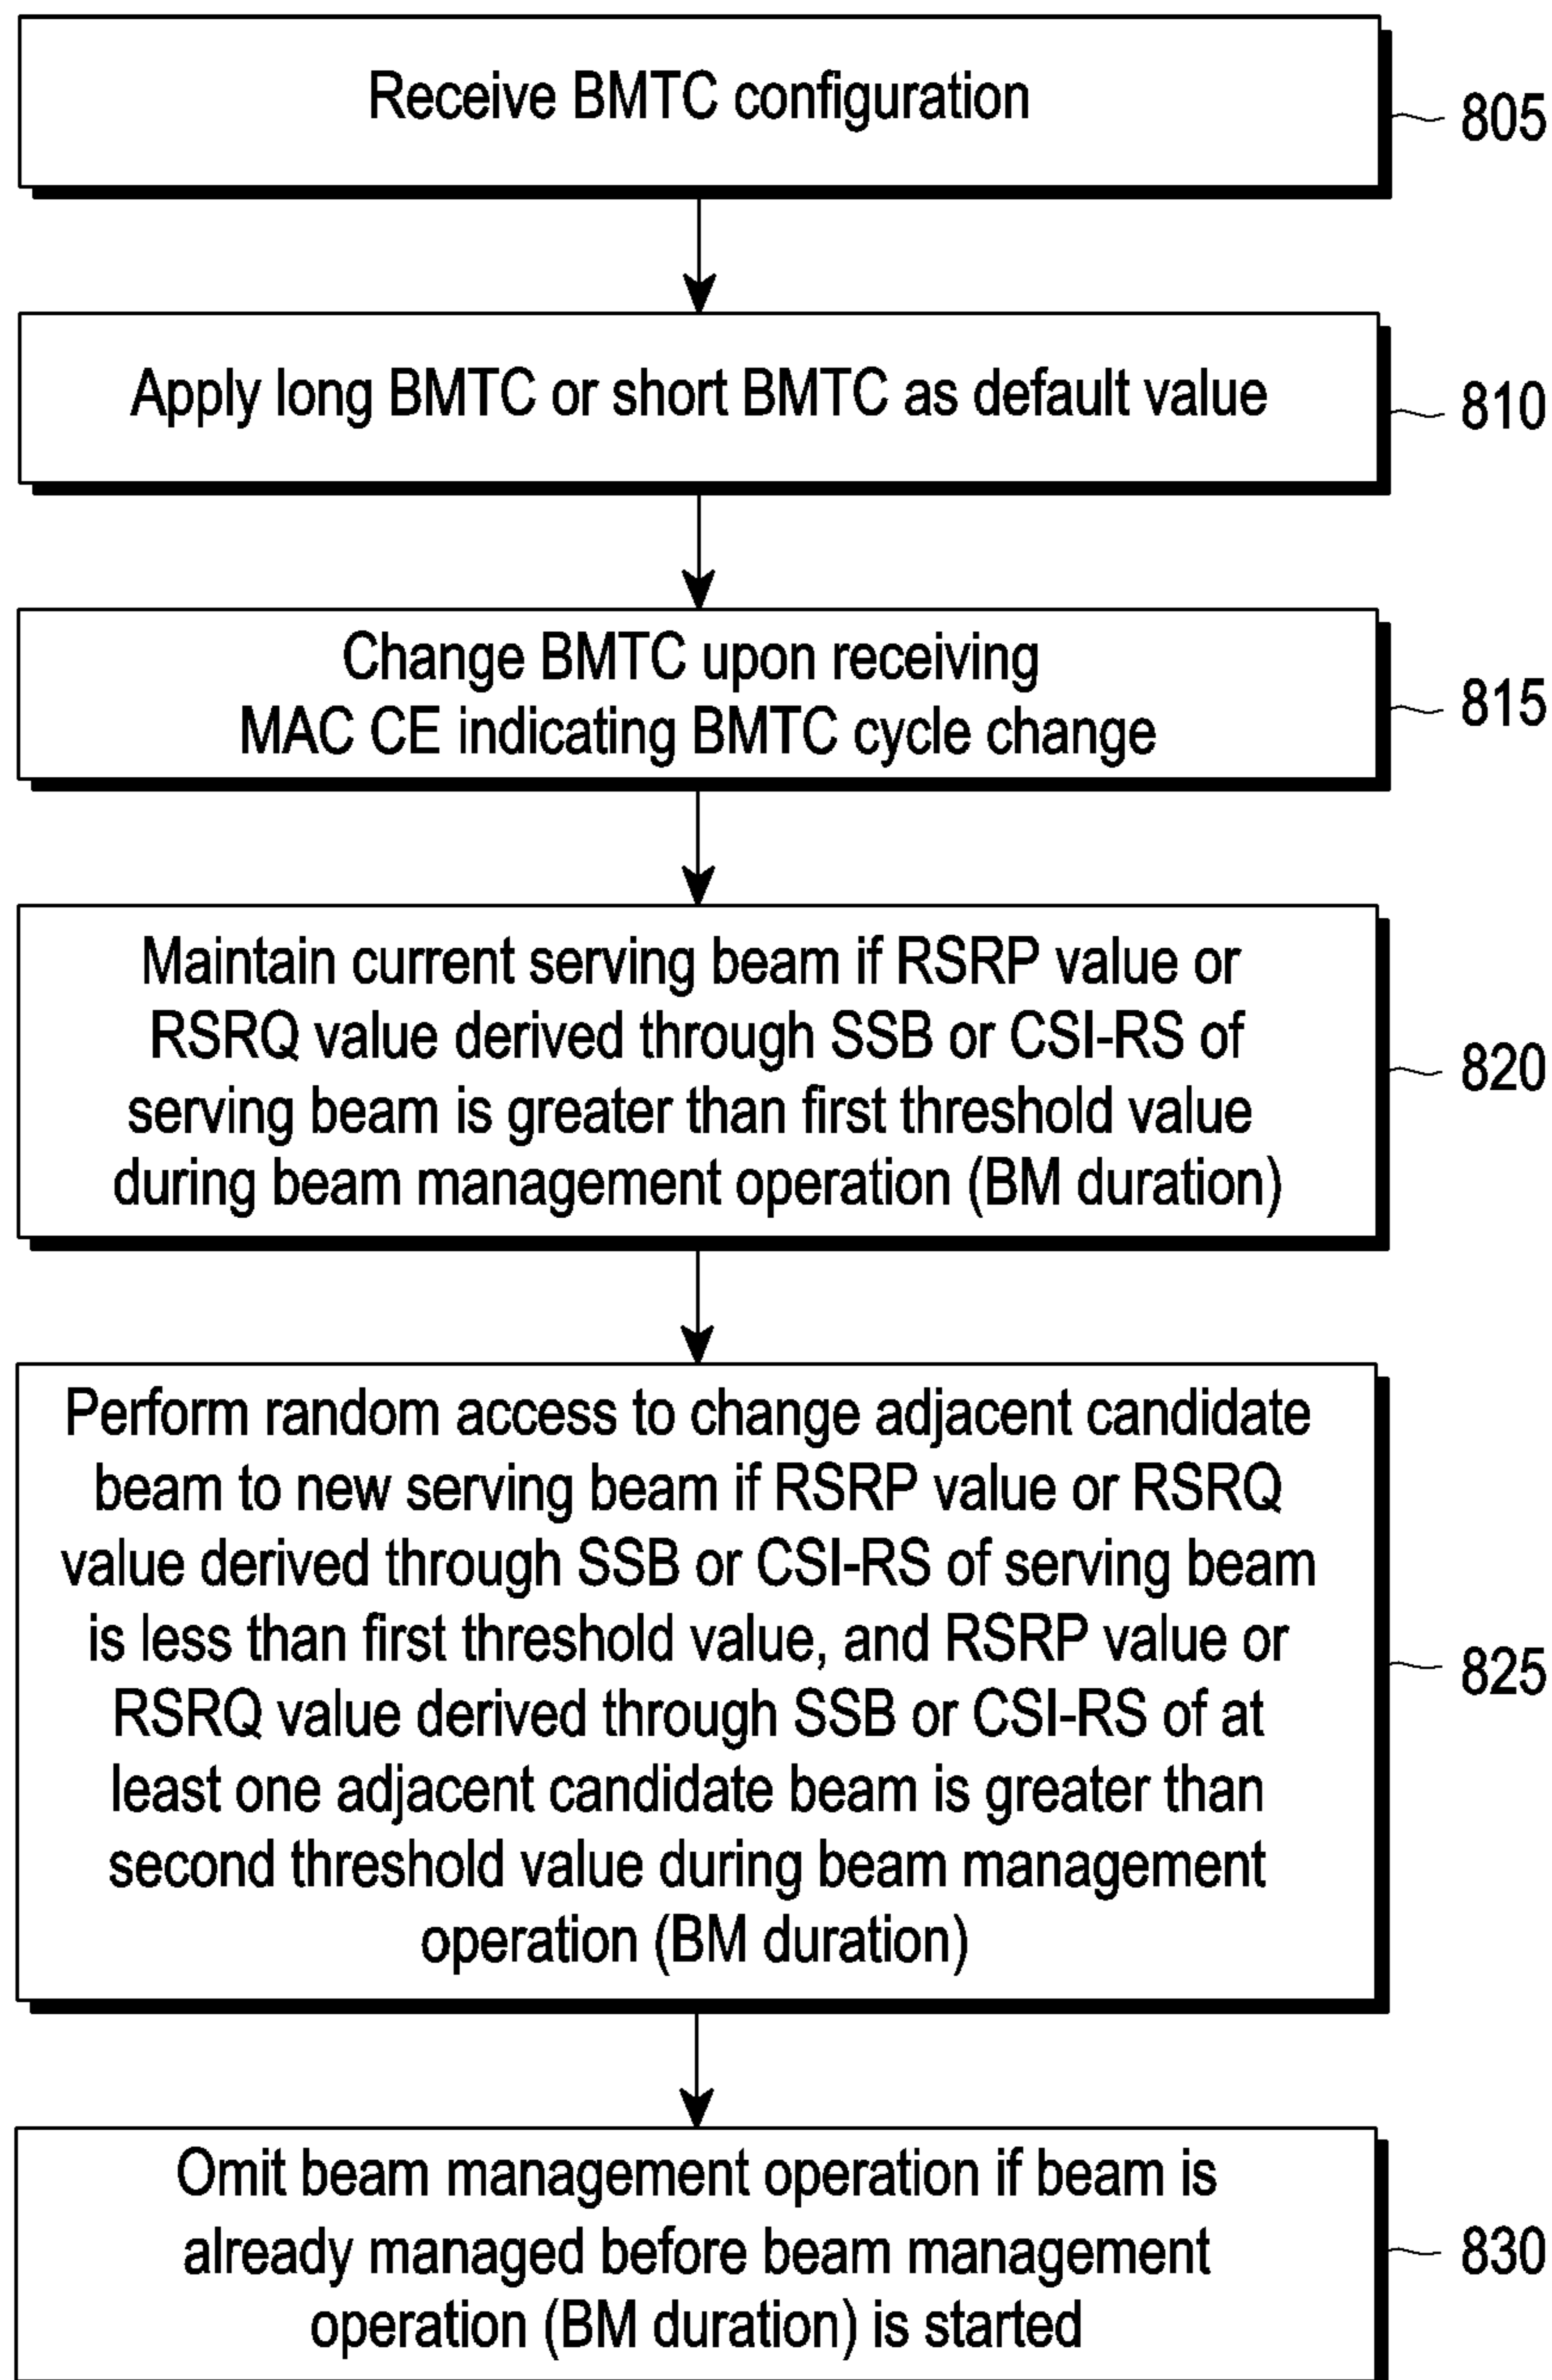 Receive BMTC configuration
805
Apply long BMTC or short BMTC as default value
810
Change BMTC upon receiving
MAC CE indicating BMTC cycle change
815
Maintain current serving beam if RSRP value or
RSRQ value derived through SSB or CSI-RS of
serving beam is greater than first threshold value
during beam management operation (BM duration)
820
Perform random access to change adjacent candidate
beam to new serving beam if RSRP value or RSRQ
value derived through SSB or CSI-RS of serving beam
is less than first threshold value, and RSRP value or
RSRQ value derived through SSB or CSI-RS of at
least one adjacent candidate beam is greater than
second threshold value during beam management
operation (BM duration)
825
Omit beam management operation if beam is
already managed before beam management
operation (BM duration) is started
830